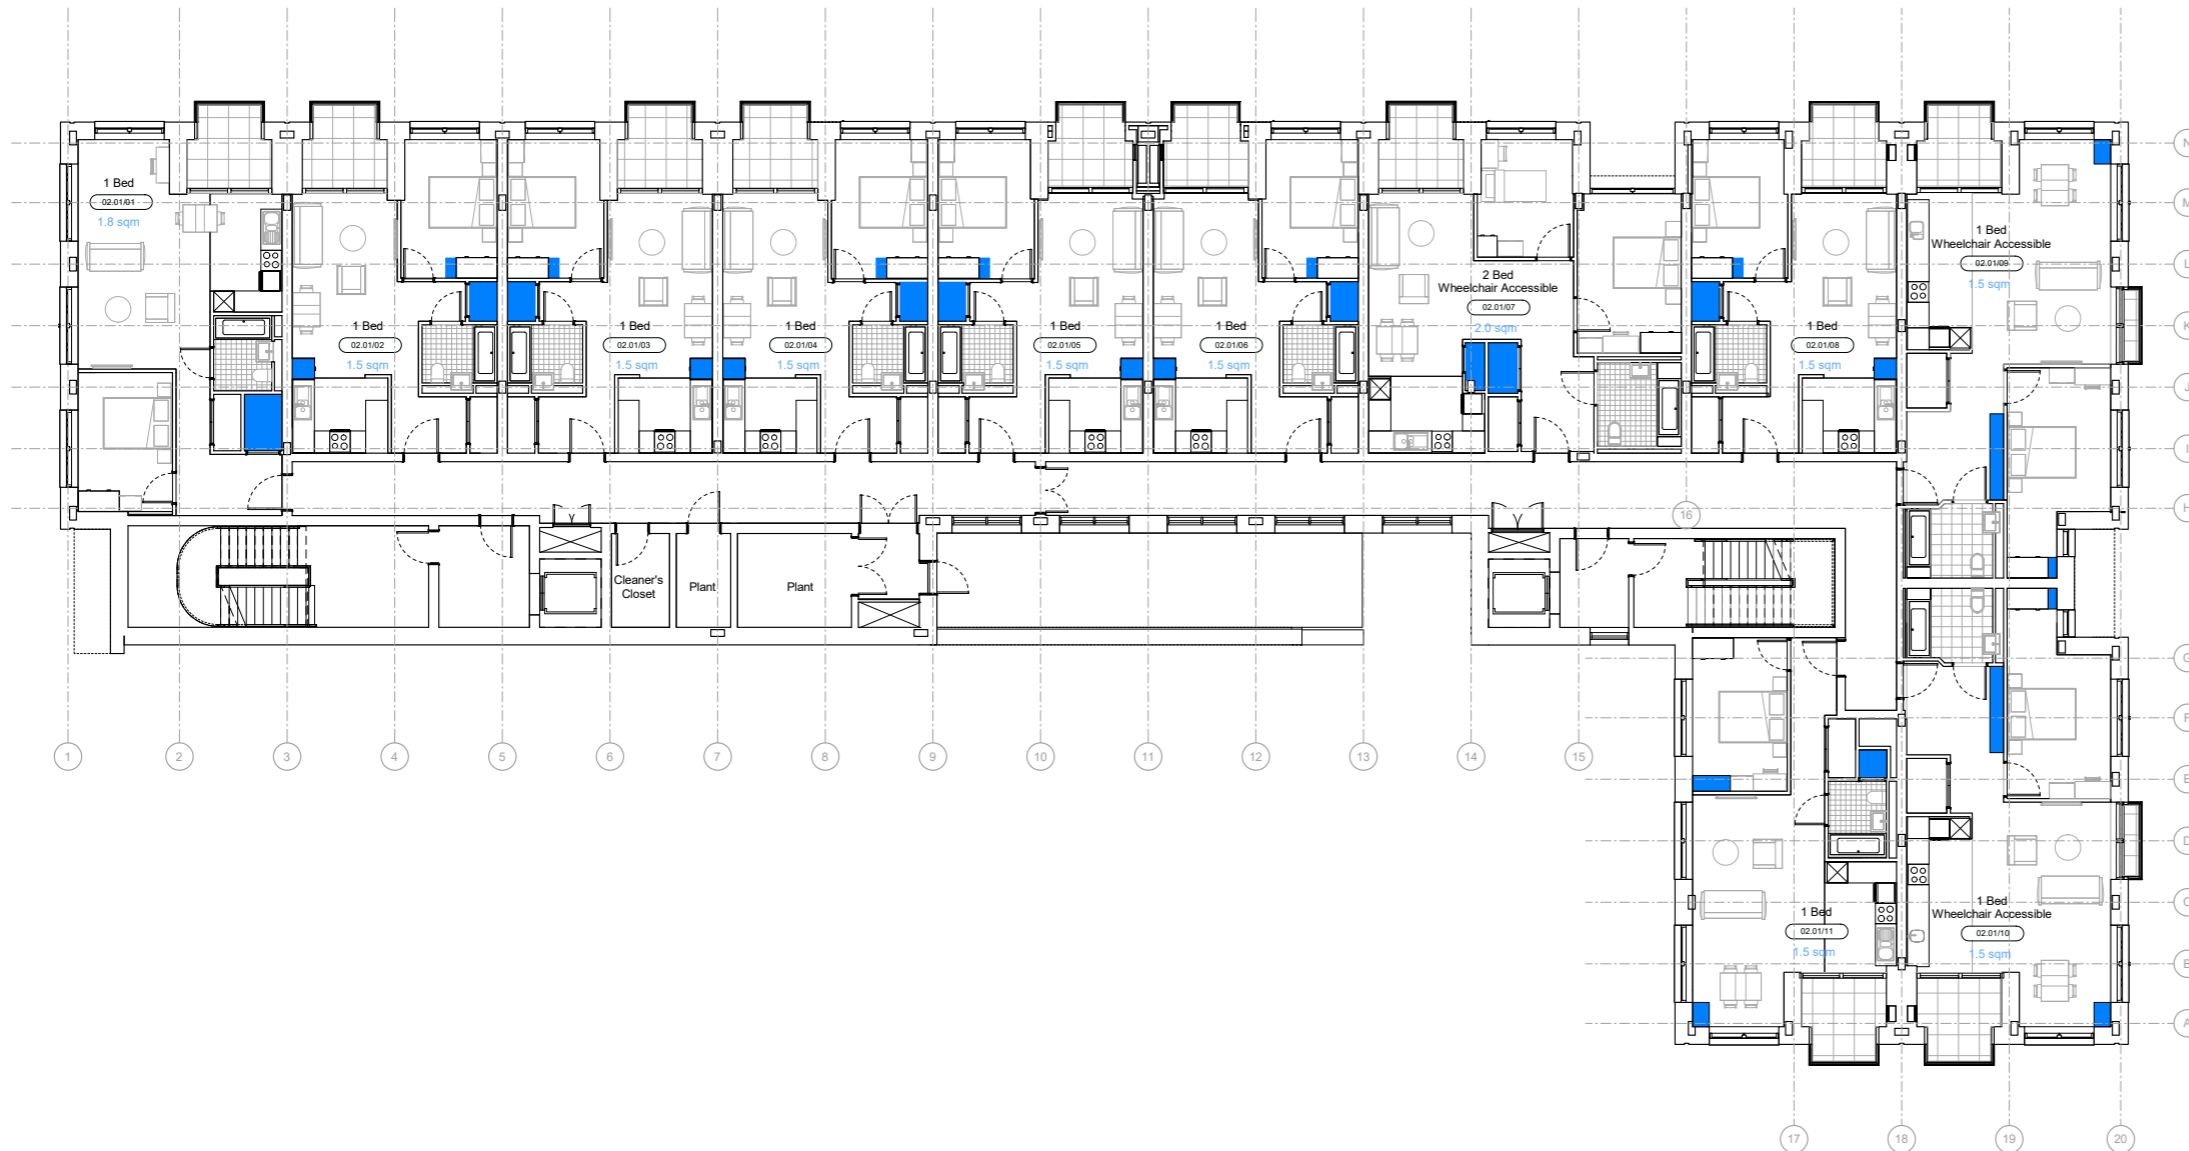 1 Bed
02.01/01
1.8 sqm
1 Bed
02.01/02
1.5 sqm
1 Bed
02.01/03
1.5 sqm
1 Bed
02.01/04
1.5 sqm
1 Bed
02.01/05
1.5 sqm
1 Bed
02.01/06
1.5 sqm
2 Bed
Wheelchair Accessible
02.01/07
2.0 sqm
1 Bed
02.01/08
1.5 sqm
1 Bed
Wheelchair Accessible
02.01/09
1.5 sqm
N
M
L
K
J
I
H
16
Cleaner's
Closet
Plant
Plant
G
F
E
D
C
B
A
1
2
3
4
5
6
7
8
9
10
11
12
13
14
15
1 Bed
02.01/11
1.5 sqm
1 Bed
Wheelchair Accessible
02.01/10
1.5 sqm
17
18
19
20